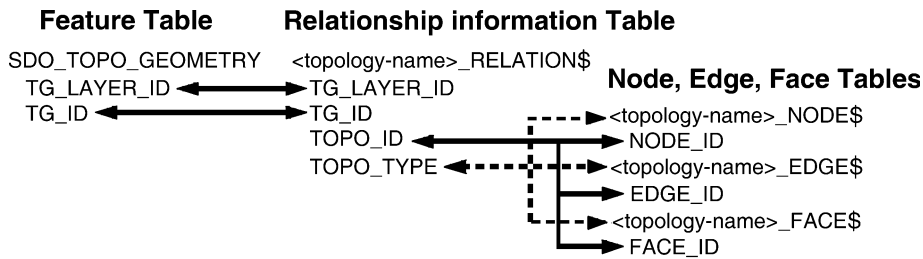 Feature Table
SDO_TOPO_GEOMETRY
TG_LAYER_ID
TG_ID
Relationship information Table
<topology-name>_RELATION$
TG_LAYER_ID
TG_ID
TOPO_ID
TOPO_TYPE
Node, Edge, Face Tables
<topology-name>_NODE$
NODE_ID
<topology-name>_EDGE$
EDGE_ID
<topology-name>_FACE$
FACE_ID